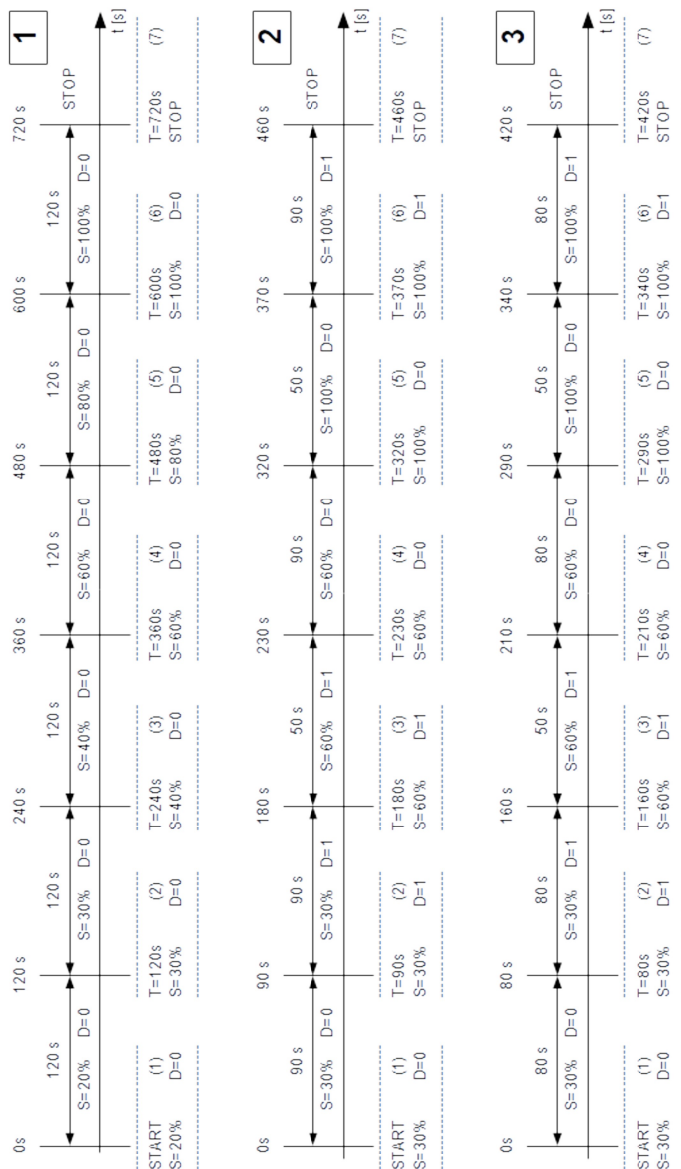 1
0s 120 s 240 s 360 s 480 s 600 s 720 s
120 s 120 s 120 s 120 s 120 s 120 s
S=20% D=0 S=30% D=0 S=40% D=0 S=60% D=0 S=80% D=0 S=100% D=0 STOP
t [s]
START (1) T=120s (2) T=240s (3) T=360s (4) T=480s (5) T=600s (6) T=720s (7)
S=20% D=0 S=30% D=0 S=40% D=0 S=60% D=0 S=80% D=0 S=100% D=0 STOP
2
0s 90 s 180 s 230 s 320 s 370 s 460 s
90 s 90 s 50 s 90 s 50 s 90 s
S=30% D=0 S=30% D=1 S=60% D=1 S=60% D=0 S=100% D=0 S=100% D=1 STOP
t [s]
START (1) T=90s (2) T=180s (3) T=230s (4) T=320s (5) T=370s (6) T=460s (7)
S=30% D=0 S=30% D=1 S=60% D=1 S=60% D=0 S=100% D=0 S=100% D=1 STOP
3
0s 80 s 160 s 210 s 290 s 340 s 420 s
80 s 80 s 50 s 80 s 50 s 80 s
S=30% D=0 S=30% D=1 S=60% D=1 S=60% D=0 S=100% D=0 S=100% D=1 STOP
t [s]
START (1) T=80s (2) T=160s (3) T=210s (4) T=290s (5) T=340s (6) T=420s (7)
S=30% D=0 S=30% D=1 S=60% D=1 S=60% D=0 S=100% D=0 S=100% D=1 STOP